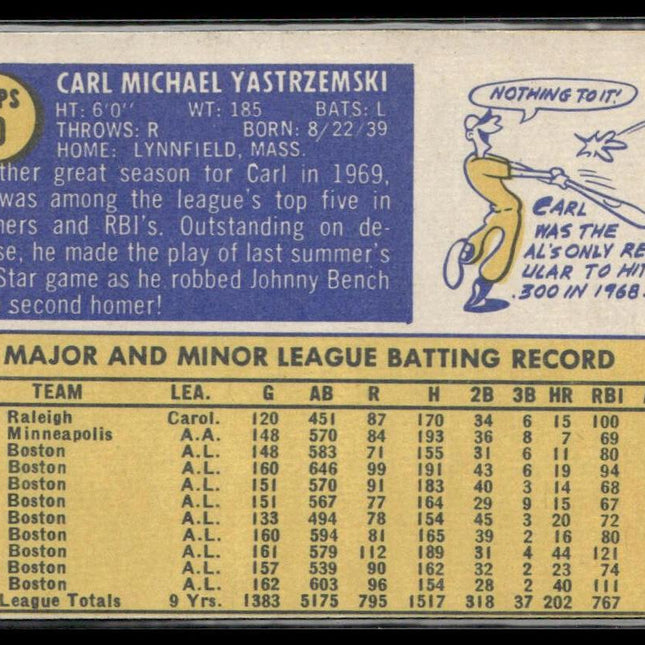 PS
0
CARL MICHAEL YASTRZEMSKI
HT: 6'0" WT: 185 BATS: L
THROWS: R BORN: 8/22/39
HOME: LYNNFIELD, MASS.
ther great season for Carl in 1969,
was among the league's top five in
ners and RBI's. Outstanding on de-
se, he made the play of last summer's
Star game as he robbed Johnny Bench
second homer!
NOTHING TO IT!
CARL
WAS THE
AL'S ONLY RE
ULAR TO HIT
.300 IN 1968.
MAJOR AND MINOR LEAGUE BATTING RECORD
TEAM LEA. G AB R H 2B 3B HR RBI
Raleigh Carol. 120 451 87 170 34 6 15 100
Minneapolis A.A. 148 570 84 193 36 8 7 69
Boston A.L. 148 583 71 155 31 6 11 80
Boston A.L. 160 646 99 191 43 6 19 94
Boston A.L. 151 570 91 183 40 3 14 68
Boston A.L. 151 567 77 164 29 9 15 67
Boston A.L. 133 494 78 154 45 3 20 72
Boston A.L. 160 594 81 165 39 2 16 80
Boston A.L. 161 579 112 189 31 4 44 121
Boston A.L. 157 539 90 162 32 2 23 74
Boston A.L. 162 603 96 154 28 2 40 111
League Totals 9 Yrs. 1383 5175 795 1517 318 37 202 767